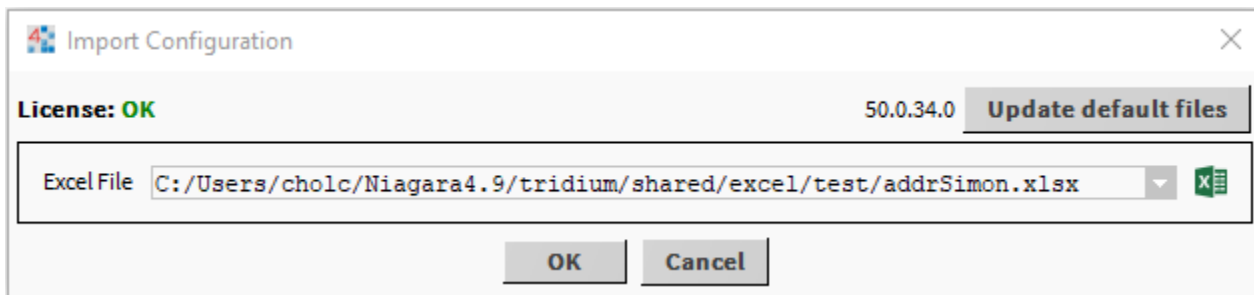 4 Import Configuration
License: OK 50.0.34.0 Update default files
Excel File C:/Users/cholc/Niagara4.9/tridium/shared/excel/test/addrSimon.xlsx X
OK Cancel